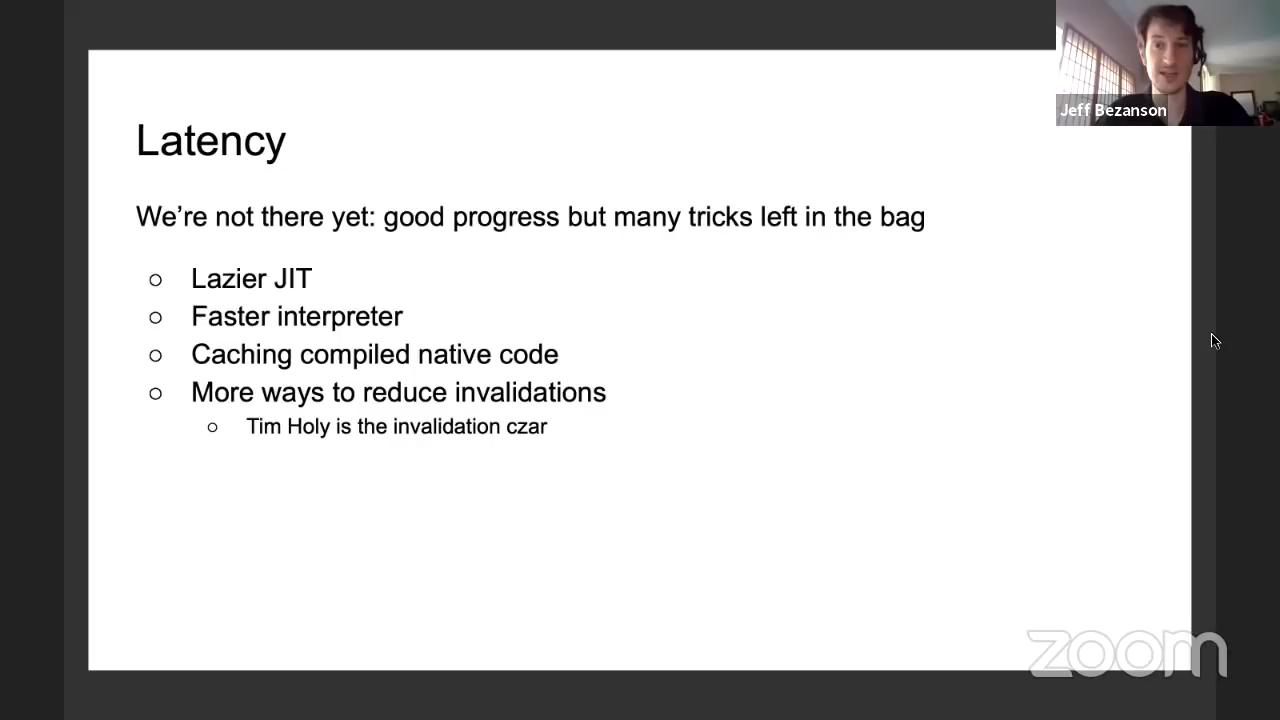 Jeff Bezanson
Latency
We’re not there yet: good progress but many tricks left in the bag
○ Lazier JIT
○ Faster interpreter
○ Caching compiled native code
○ More ways to reduce invalidations
○ Tim Holy is the invalidation czar
zoom